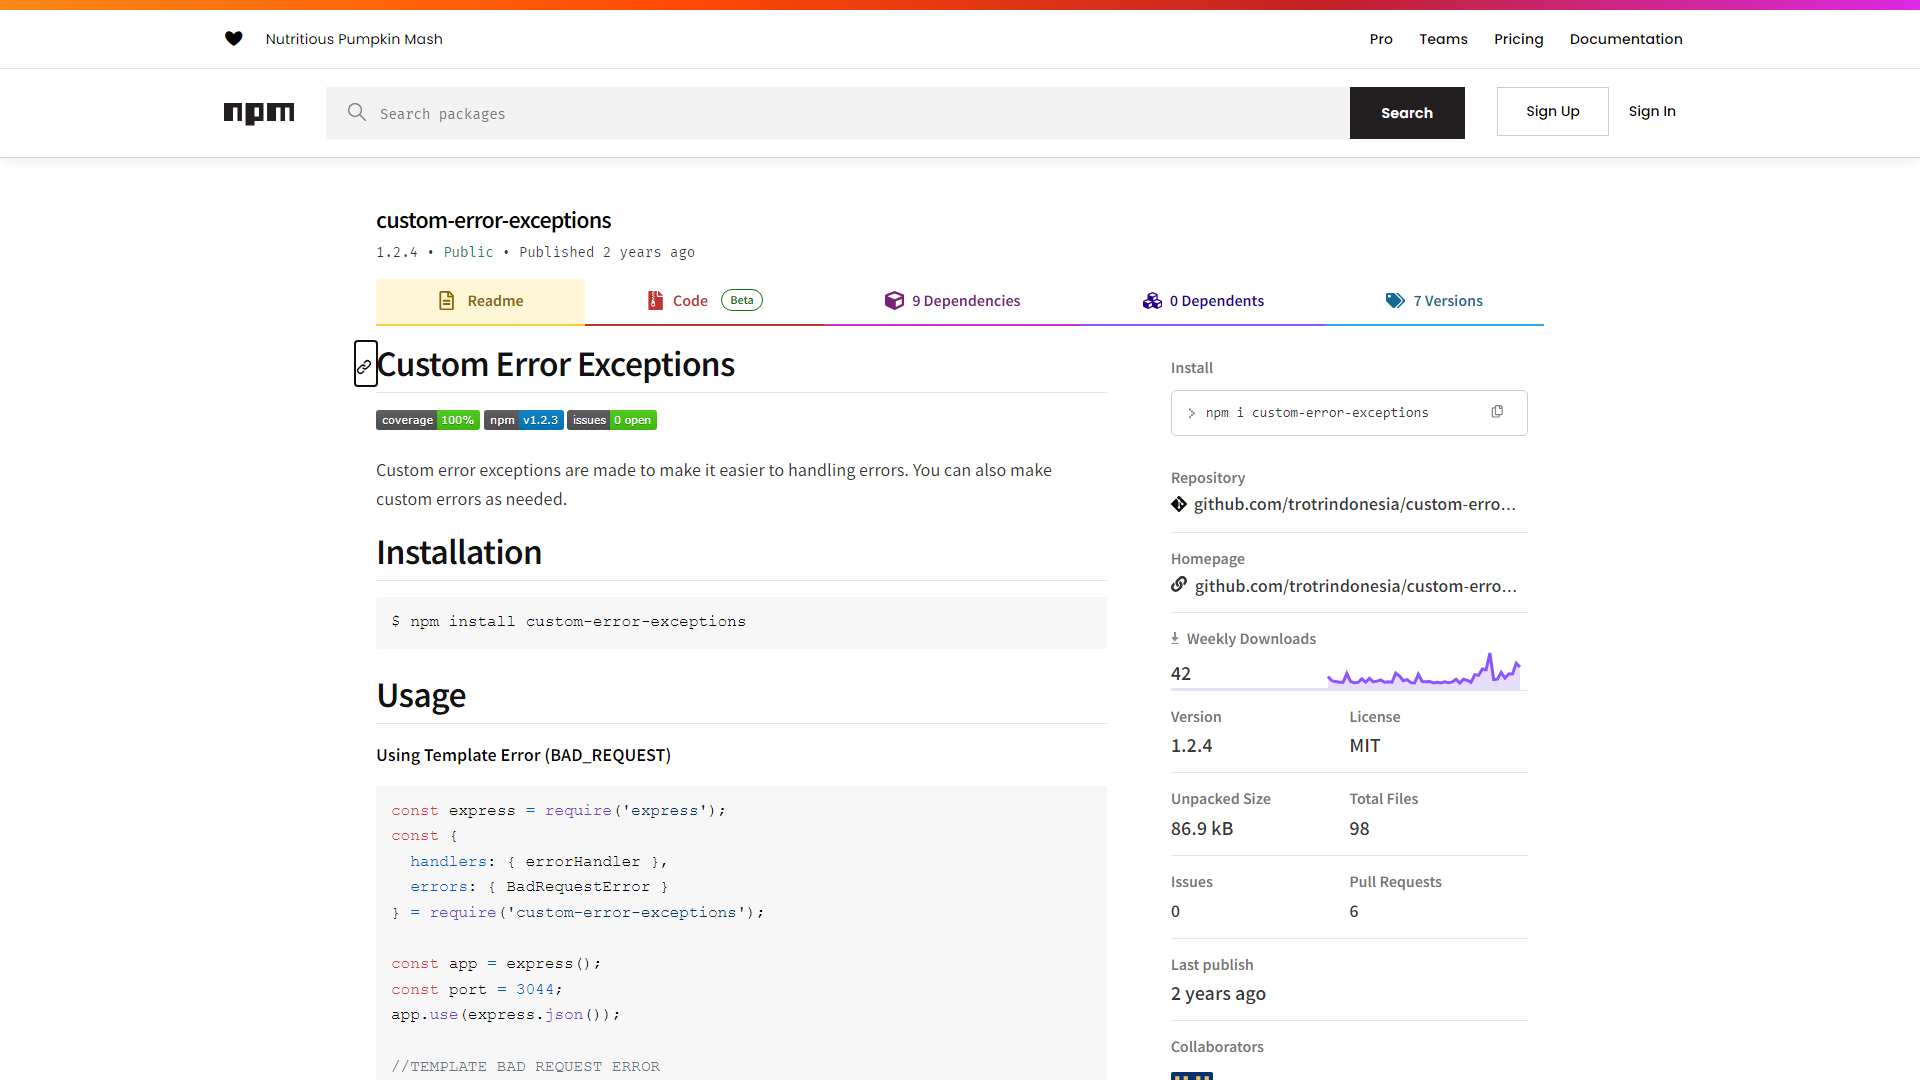 Nutritious Pumpkin Mash
Pro
Teams
Pricing
Documentation
npm
Search packages
Search
Sign Up
Sign In
custom-error-exceptions
1.2.4 • Public • Published 2 years ago
Readme
Code Beta
9 Dependencies
0 Dependents
7 Versions
Custom Error Exceptions
coverage 100% npm v1.2.3 issues 0 open
Custom error exceptions are made to make it easier to handling errors. You can also make
custom errors as needed.
Installation
$ npm install custom-error-exceptions
Usage
Using Template Error (BAD_REQUEST)
const express = require('express');
const {
  handlers: { errorHandler },
  errors: { BadRequestError }
} = require('custom-error-exceptions');
const app = express();
const port = 3044;
app.use(express.json());
//TEMPLATE BAD REQUEST ERROR
Install
npm i custom-error-exceptions
Repository
github.com/trotrindonesia/custom-erro...
Homepage
github.com/trotrindonesia/custom-erro...
Weekly Downloads
42
Version
1.2.4
License
MIT
Unpacked Size
86.9 kB
Total Files
98
Issues
0
Pull Requests
6
Last publish
2 years ago
Collaborators